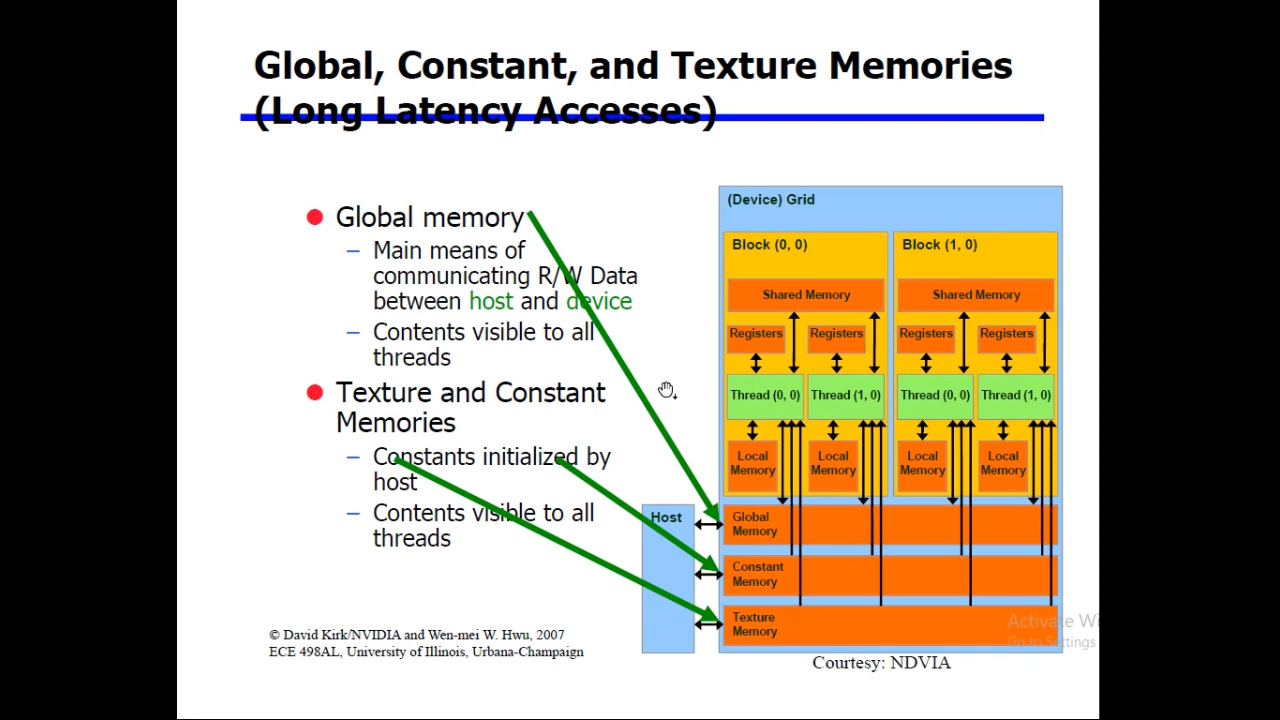 Global, Constant, and Texture Memories
(Long Latency Accesses)
● Global memory
– Main means of
communicating R/W Data
between host and device
– Contents visible to all
threads
● Texture and Constant
Memories
– Constants initialized by
host
– Contents visible to all
threads
© David Kirk/NVIDIA and Wen-mei W. Hwu, 2007
ECE 498AL, University of Illinois, Urbana-Champaign
(Device) Grid
Block (0, 0)
Block (1, 0)
Shared Memory
Shared Memory
Registers
Registers
Registers
Registers
Thread (0, 0)
Thread (1, 0)
Thread (0, 0)
Thread (1, 0)
Local
Memory
Local
Memory
Local
Memory
Local
Memory
Host
Global
Memory
Constant
Memory
Texture
Memory
Courtesy: NDVIA
Activate Wi
Go to Settings